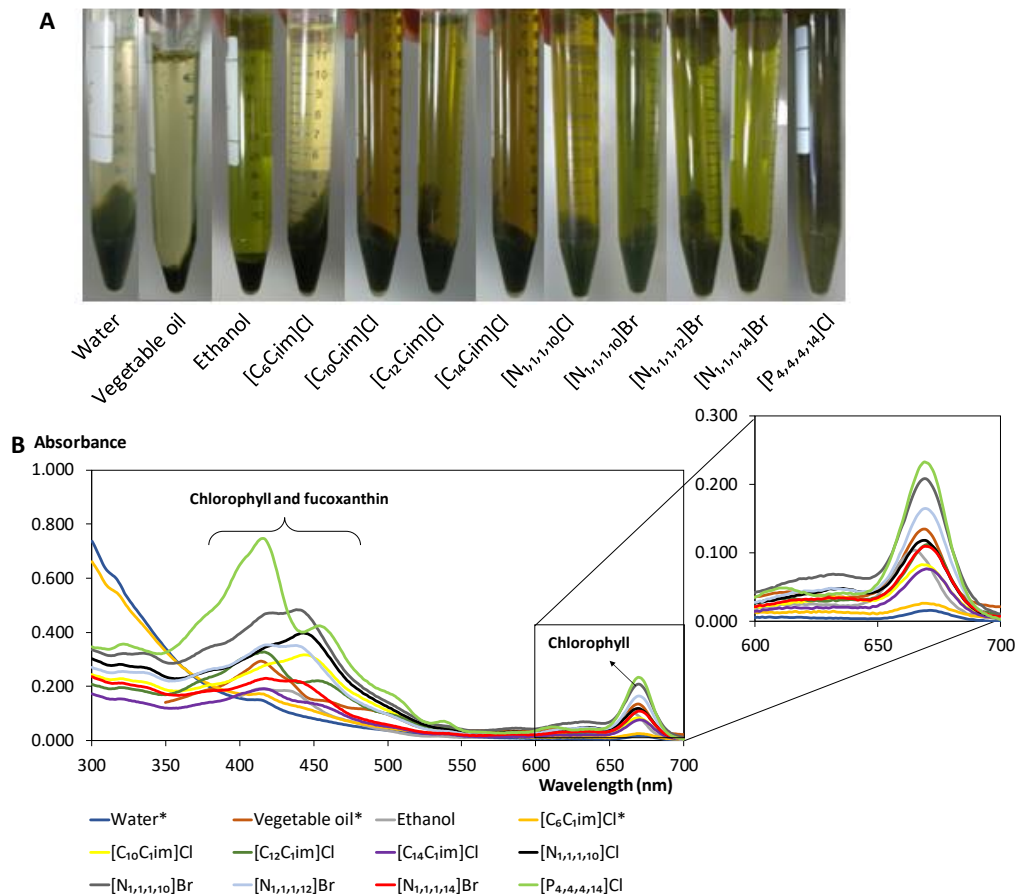 A
Water
Vegetable oil
Ethanol
[C₆C₁im]Cl
[C₁₀C₁im]Cl
[C₁₂C₁im]Cl
[C₁₄C₁im]Cl
[N₁,₁,₁,₁₀]Cl
[N₁,₁,₁,₁₀]Br
[N₁,₁,₁,₁₂]Br
[N₁,₁,₁,₁₄]Br
[P₄,₄,₄,₁₄]Cl
B Absorbance
1.000
0.800
0.600
0.400
0.200
0.000
300 350 400 450 500 550 600 650 700
Chlorophyll and fucoxanthin
Chlorophyll
Wavelength (nm)
0.300
0.200
0.100
0.000
600 650 700
Water* Vegetable oil* Ethanol [C₆C₁im]Cl*
[C₁₀C₁im]Cl [C₁₂C₁im]Cl [C₁₄C₁im]Cl [N₁,₁,₁,₁₀]Cl
[N₁,₁,₁,₁₀]Br [N₁,₁,₁,₁₂]Br [N₁,₁,₁,₁₄]Br [P₄,₄,₄,₁₄]Cl